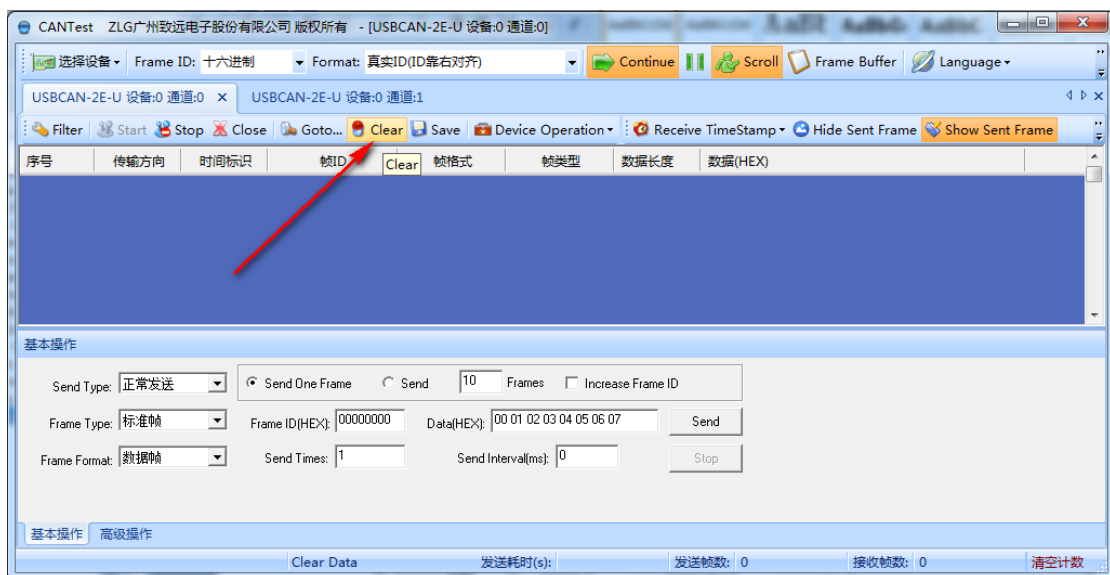 CANTest ZLG广州致远电子股份有限公司 版权所有 - [USBCAN-2E-U 设备:0 通道:0]
选择设备 Frame ID: 十六进制 Format: 真实ID(ID靠右对齐) Continue Scroll Frame Buffer Language
USBCAN-2E-U 设备:0 通道:0 USBCAN-2E-U 设备:0 通道:1
Filter Start Stop Close Goto... Clear Save Device Operation Receive TimeStamp Hide Sent Frame Show Sent Frame
序号 传输方向 时间标识 帧ID 帧格式 帧类型 数据长度 数据(HEX)
Clear
基本操作
Send Type: 正常发送 Send One Frame Send 10 Frames Increase Frame ID
Frame Type: 标准帧 Frame ID(HEX): 00000000 Data(HEX): 00 01 02 03 04 05 06 07 Send
Frame Format: 数据帧 Send Times: 1 Send Interval(ms): 0 Stop
基本操作 高级操作
Clear Data 发送耗时(s): 发送帧数: 0 接收帧数: 0 清空计数